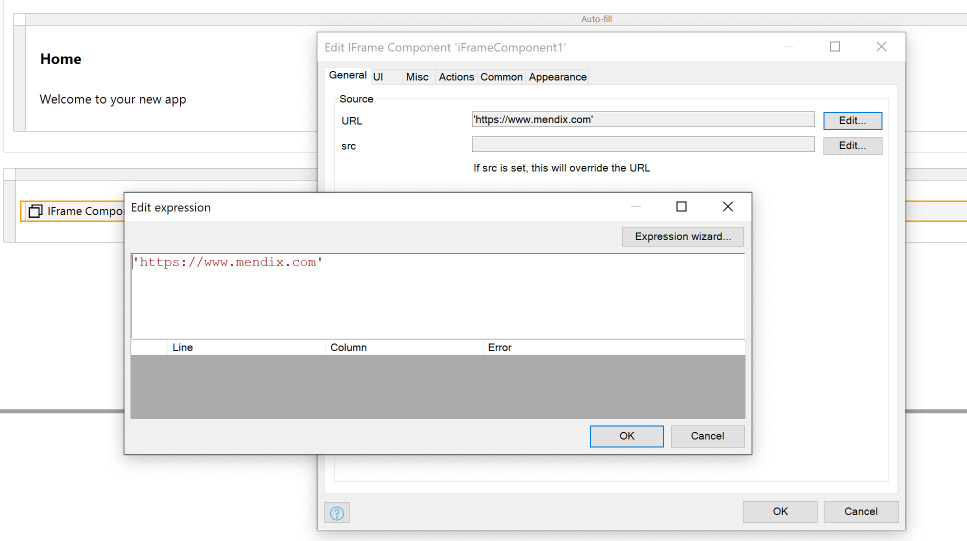 Auto-fill
Home
Welcome to your new app
Edit IFrame Component 'iFrameComponent1'
General UI Misc Actions Common Appearance
Source
URL 'https://www.mendix.com' Edit...
src Edit...
If src is set, this will override the URL
IFrame Compo
Edit expression
Expression wizard...
'https://www.mendix.com'
Line Column Error
OK Cancel
OK Cancel